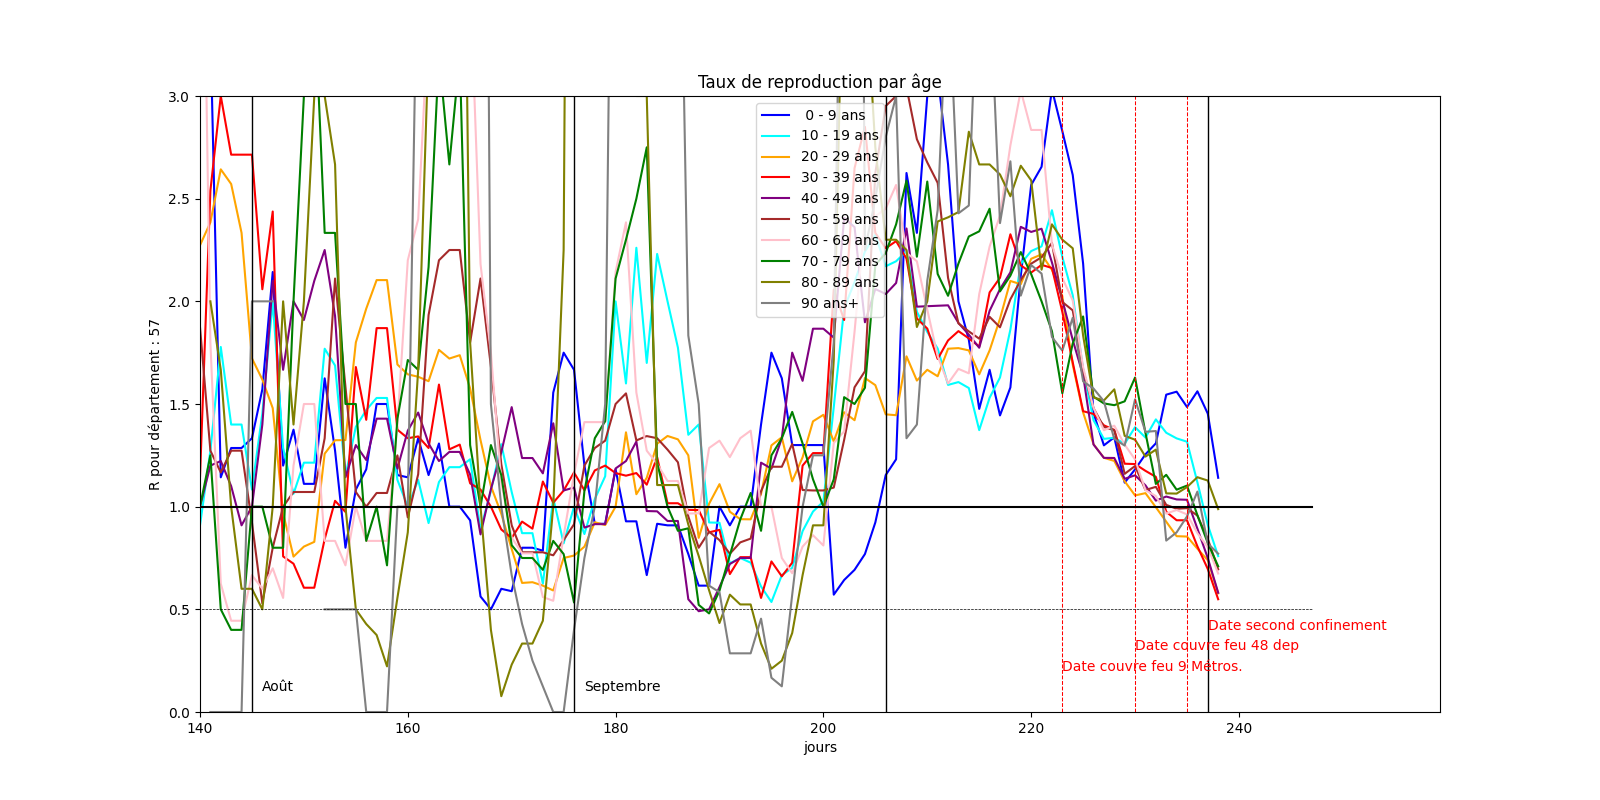 Taux de reproduction par âge
3.0
2.5
2.0
1.5
1.0
0.5
0.0
R pour département : 57
0 - 9 ans
10 - 19 ans
20 - 29 ans
30 - 39 ans
40 - 49 ans
50 - 59 ans
60 - 69 ans
70 - 79 ans
80 - 89 ans
90 ans+
Date second confinement
Date couvre feu 48 dep
Date couvre feu 9 Métros.
Août
Septembre
140
160
180
200
220
240
jours